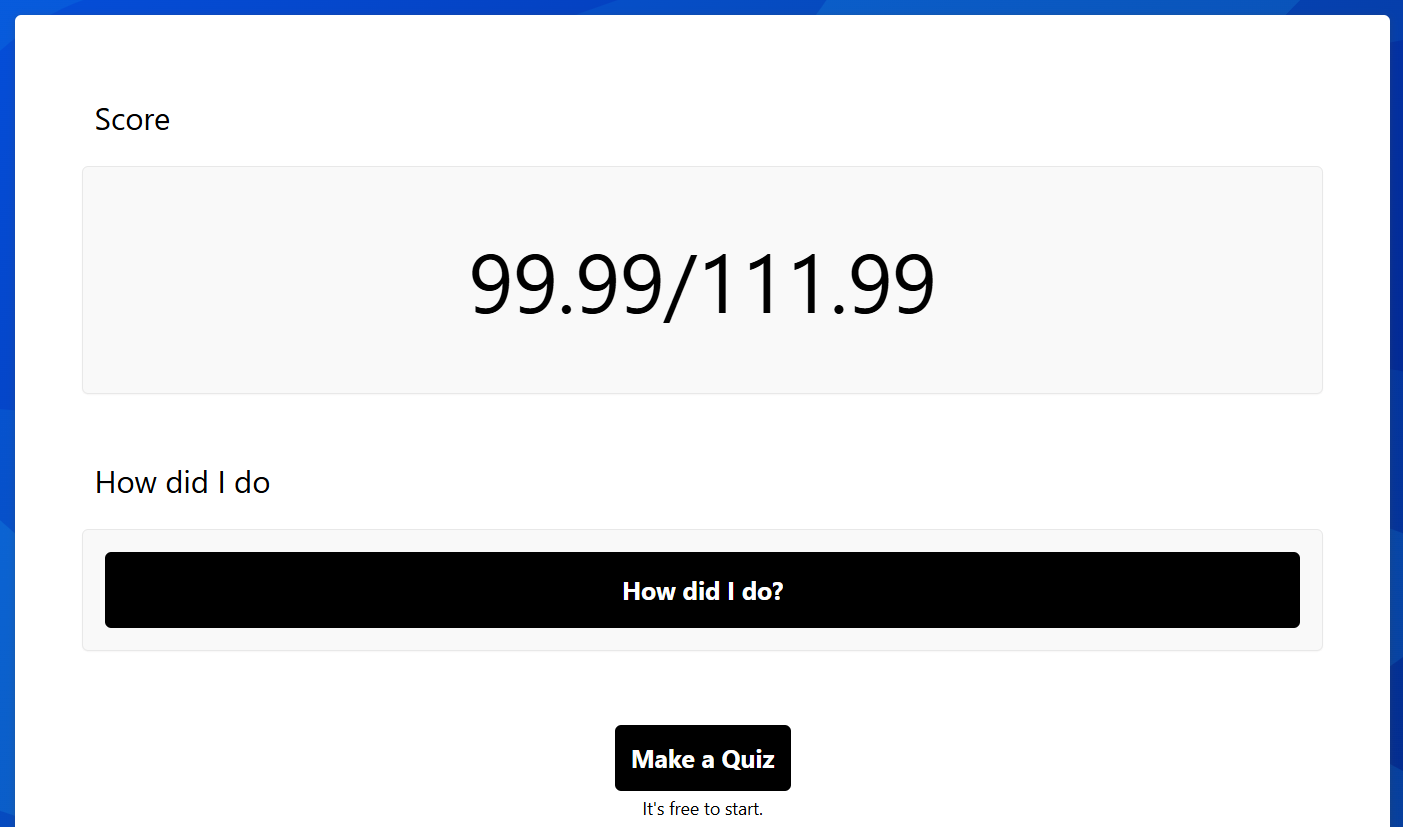 Score
99.99/111.99
How did I do
How did I do?
Make a Quiz
It's free to start.